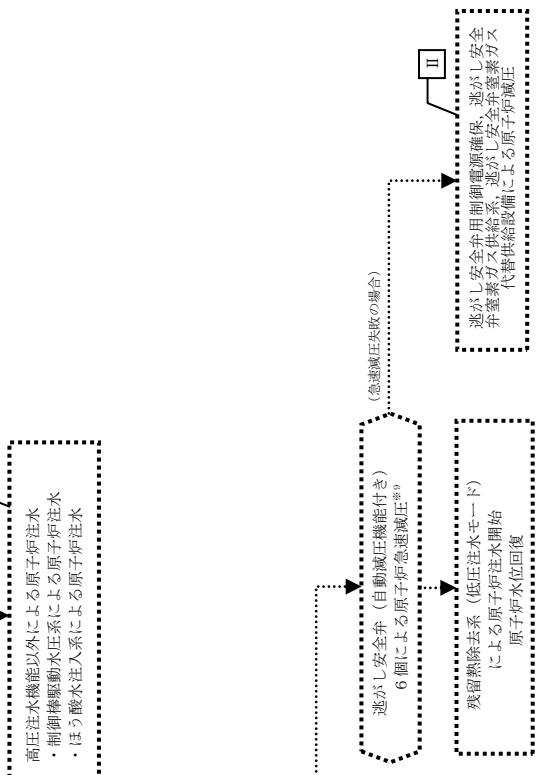 高圧注水機能以外による原子炉注水
・制御棒駆動水圧系による原子炉注水
・ほう酸水注入系による原子炉注水
逃がし安全弁（自動減圧機能付き）
６個による原子炉急速減圧※9
（急速減圧失敗の場合）
Ⅱ
逃がし安全弁用制御電源確保，逃がし安全
弁窒素ガス供給系，逃がし安全弁窒素ガス
代替供給設備による原子炉減圧
残留熱除去系（低圧注水モード）
による原子炉注水開始
原子炉水位回復